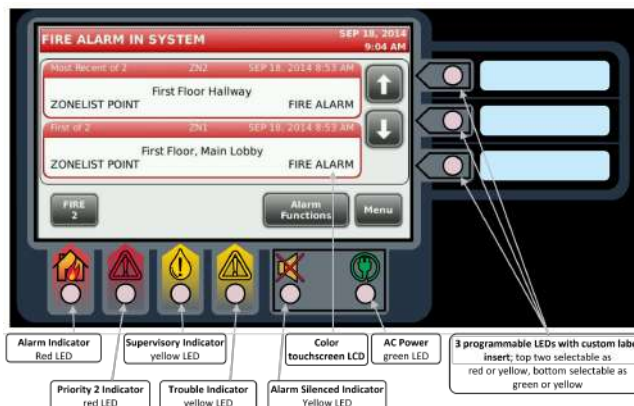 FIRE ALARM IN SYSTEM
SEP 18, 2014
9:04 AM
Most Recent of 2 ZN2 SEP 18, 2014 8:53 AM
First Floor Hallway
ZONELIST POINT FIRE ALARM
First of 2 ZN1 SEP 18, 2014 8:53 AM
First Floor, Main Lobby
ZONELIST POINT FIRE ALARM
FIRE
2
Alarm
Functions
Menu
Alarm Indicator
Red LED
Supervisory Indicator
yellow LED
Color
touchscreen LCD
AC Power
green LED
3 programmable LEDs with custom labe
insert; top two selectable as
red or yellow, bottom selectable as
green or yellow
Priority 2 Indicator
red LED
Trouble Indicator
yellow LED
Alarm Silenced Indicator
Yellow LED